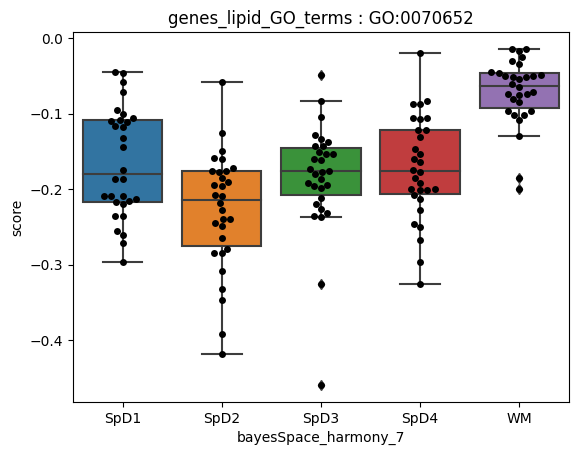 genes_lipid_GO_terms : GO:0070652
0.0
−0.1
−0.2
−0.3
−0.4
score
SpD1 SpD2 SpD3 SpD4 WM
bayesSpace_harmony_7